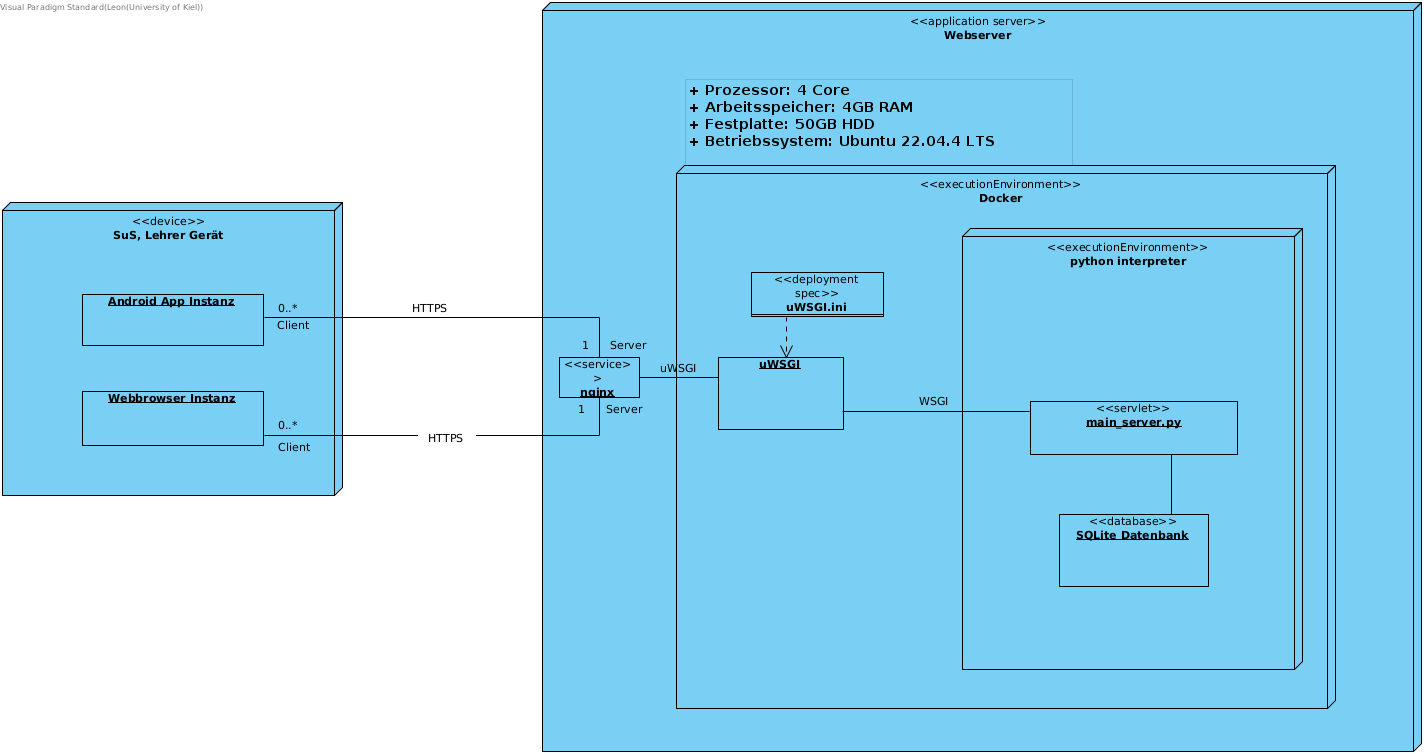 Visual Paradigm Standard(Leon(University of Kiel))
<<application server>>
Webserver
+ Prozessor: 4 Core
+ Arbeitsspeicher: 4GB RAM
+ Festplatte: 50GB HDD
+ Betriebssystem: Ubuntu 22.04.4 LTS
<<executionEnvironment>>
Docker
<<device>>
SuS, Lehrer Gerät
<<executionEnvironment>>
python interpreter
<<deployment
spec>>
uWSGI.ini
Android App Instanz
0..*
Client
HTTPS
1
Server
<<service>
>
nginx
uWSGI
uWSGI
WSGI
<<servlet>>
main_server.py
Webbrowser Instanz
0..*
Client
HTTPS
1
Server
<<database>>
SQLite Datenbank